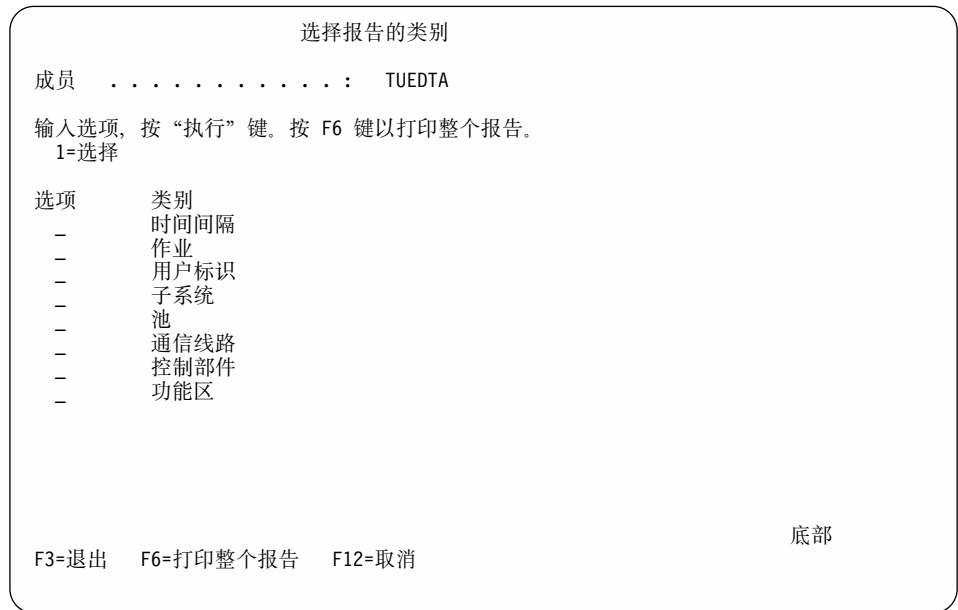 选择报告的类别
成员 . . . . . . . . . . . : TUEDTA
输入选项，按“执行”键。按 F6 键以打印整个报告。
1=选择
选项 类别
_ 时间间隔
_ 作业
_ 用户标识
_ 子系统
_ 池
_ 通信线路
_ 控制部件
_ 功能区
底部
F3=退出 F6=打印整个报告 F12=取消